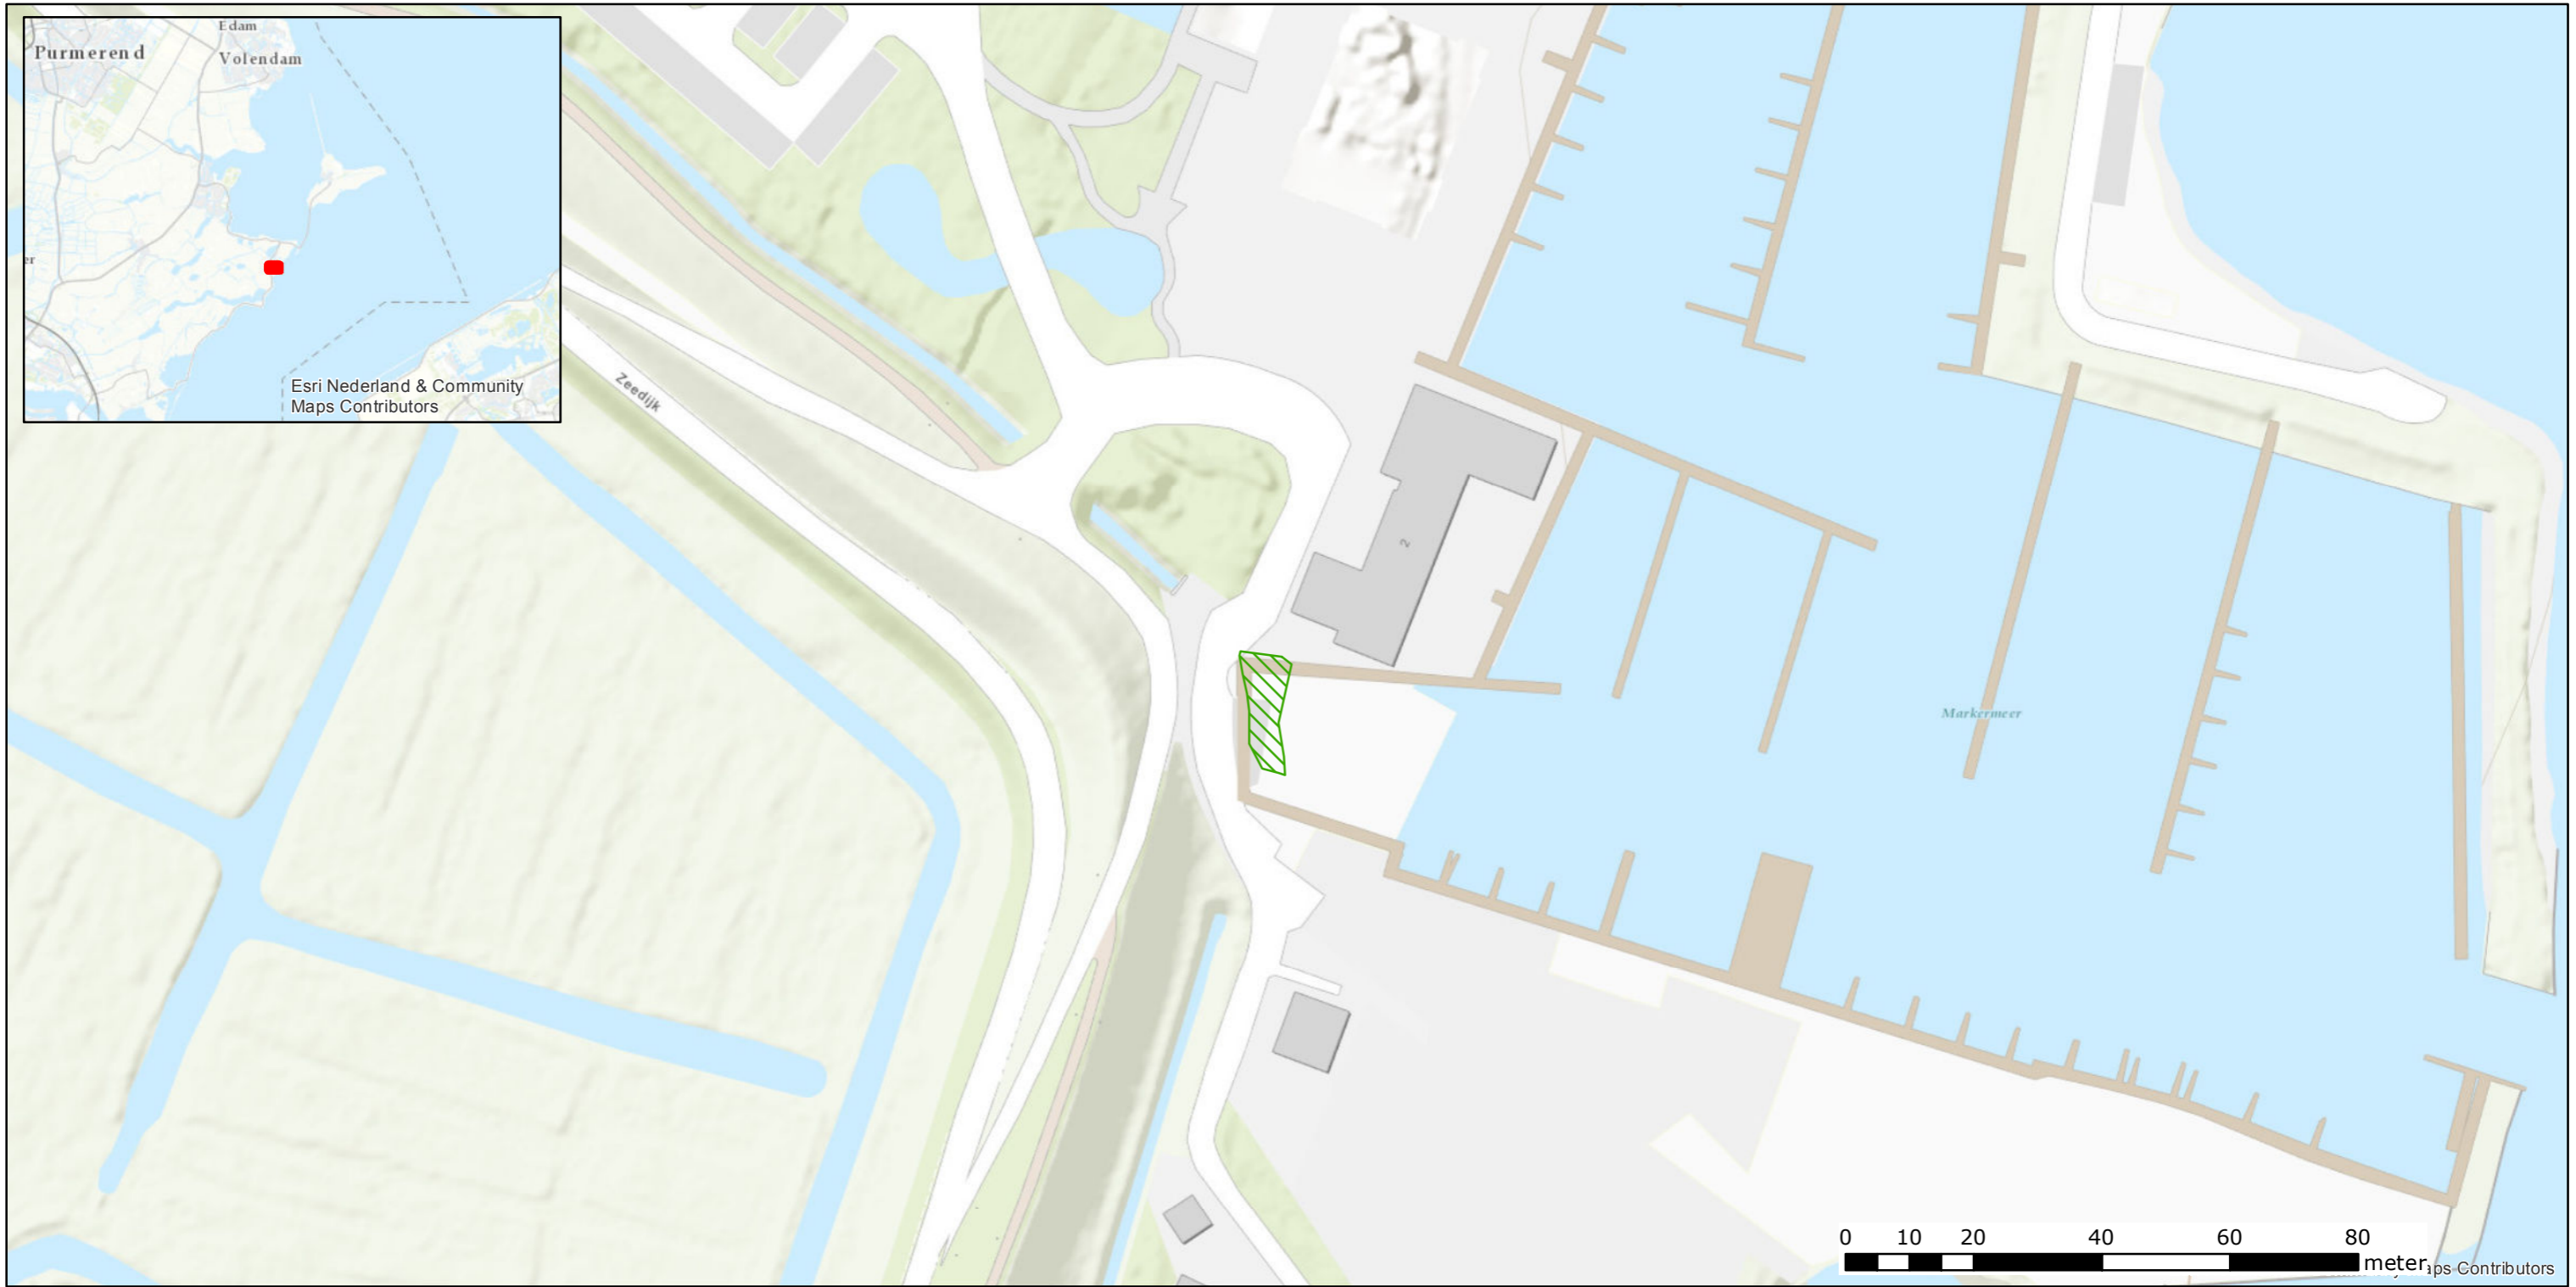 Edam
Purmerend
Volendam
er
Esri Nederland & Community
Maps Contributors
Zeedijk
2
Markermeer
0 10 20 40 60 80
meter
aps Contributors